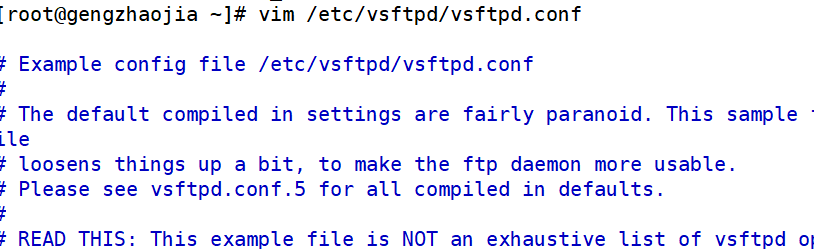 [root@gengzhaojia ~]# vim /etc/vsftpd/vsftpd.conf
# Example config file /etc/vsftpd/vsftpd.conf
#
# The default compiled in settings are fairly paranoid. This sample f
ile
# loosens things up a bit, to make the ftp daemon more usable.
# Please see vsftpd.conf.5 for all compiled in defaults.
#
# READ THIS: This example file is NOT an exhaustive list of vsftpd op